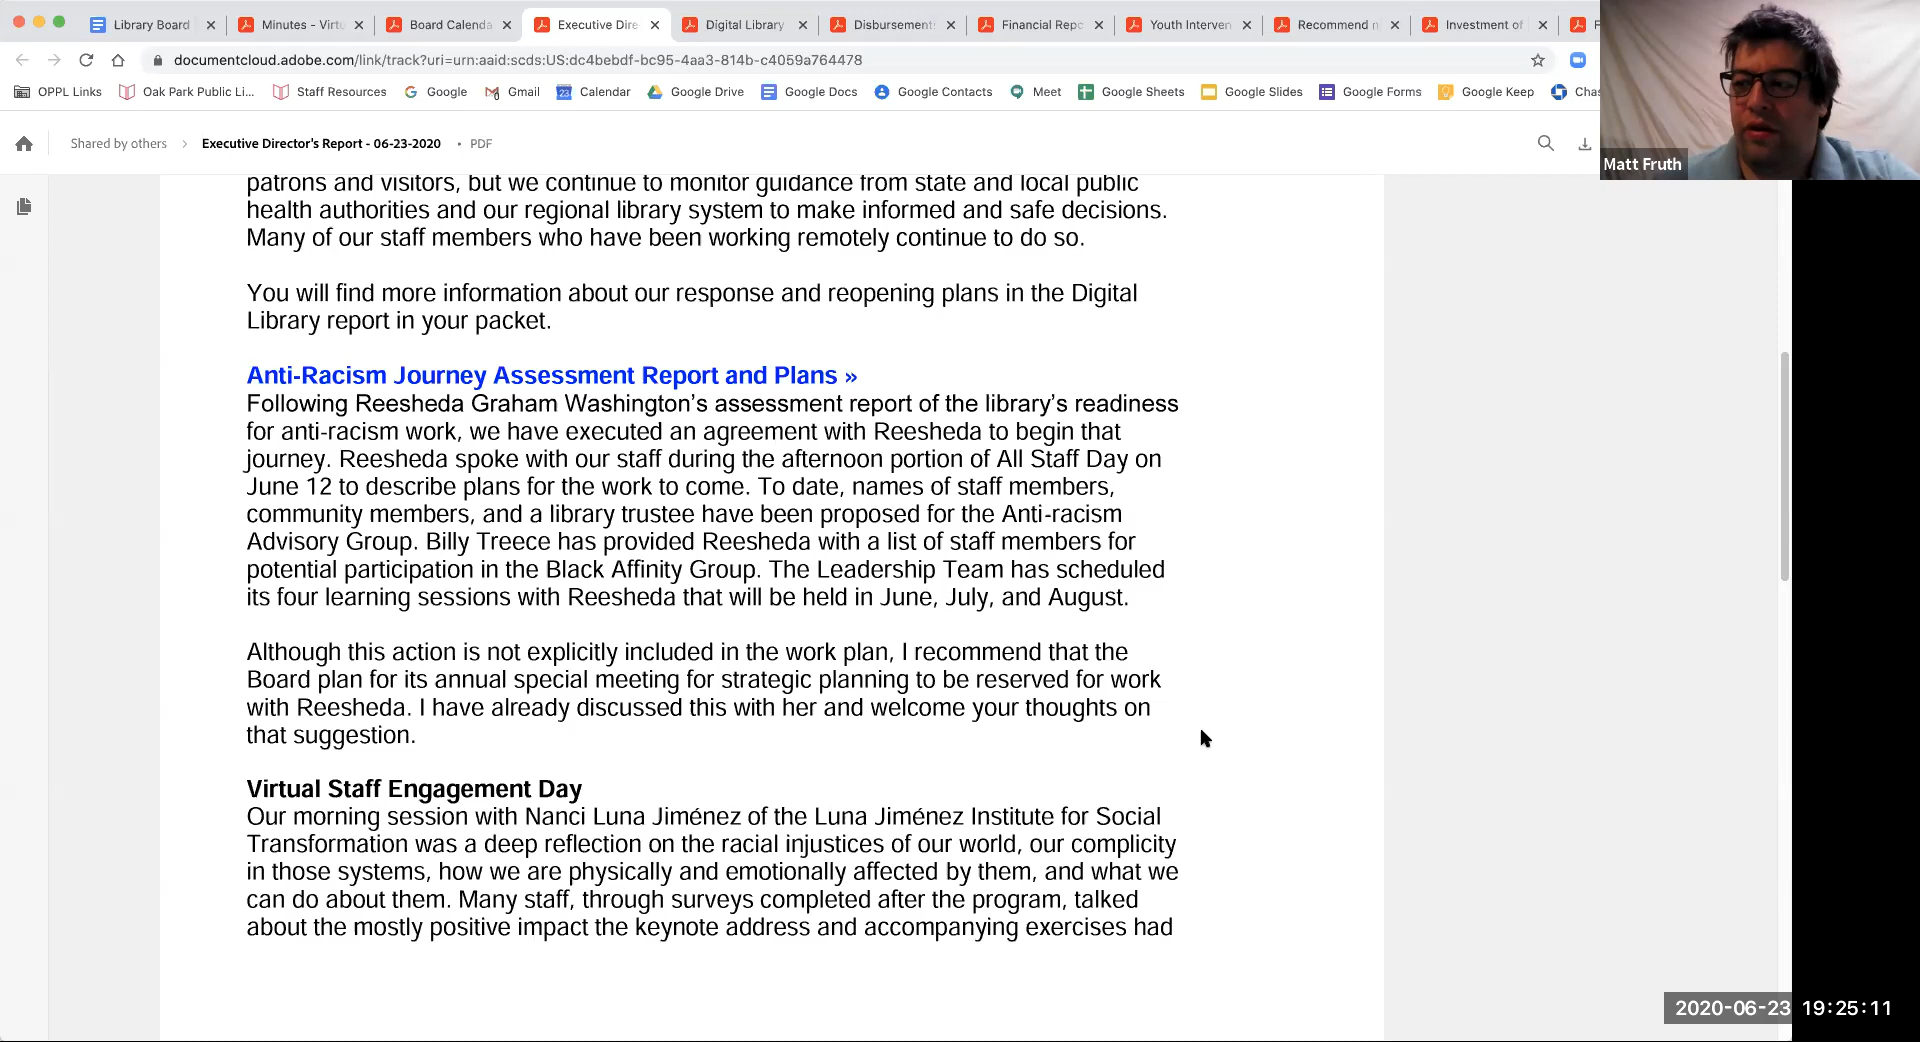 Library Board
Minutes - Virtu
Board Calenda
Executive Dire
Digital Library
Disbursement
Financial Repo
Youth Interven
Recommend
Investment of
documentcloud.adobe.com/link/track?uri=urn:aaid:scds:US:dc4bebdf-bc95-4aa3-814b-c4059a764478
OPPL Links
Oak Park Public Li...
Staff Resources
Google
Gmail
Calendar
Google Drive
Google Docs
Google Contacts
Meet
Google Sheets
Google Slides
Google Forms
Google Keep
Chas
Matt Fruth
Shared by others > Executive Director's Report - 06-23-2020 • PDF
patrons and visitors, but we continue to monitor guidance from state and local public
health authorities and our regional library system to make informed and safe decisions.
Many of our staff members who have been working remotely continue to do so.
You will find more information about our response and reopening plans in the Digital
Library report in your packet.
Anti-Racism Journey Assessment Report and Plans »
Following Reesheda Graham Washington’s assessment report of the library’s readiness
for anti-racism work, we have executed an agreement with Reesheda to begin that
journey. Reesheda spoke with our staff during the afternoon portion of All Staff Day on
June 12 to describe plans for the work to come. To date, names of staff members,
community members, and a library trustee have been proposed for the Anti-racism
Advisory Group. Billy Treece has provided Reesheda with a list of staff members for
potential participation in the Black Affinity Group. The Leadership Team has scheduled
its four learning sessions with Reesheda that will be held in June, July, and August.
Although this action is not explicitly included in the work plan, I recommend that the
Board plan for its annual special meeting for strategic planning to be reserved for work
with Reesheda. I have already discussed this with her and welcome your thoughts on
that suggestion.
Virtual Staff Engagement Day
Our morning session with Nanci Luna Jiménez of the Luna Jiménez Institute for Social
Transformation was a deep reflection on the racial injustices of our world, our complicity
in those systems, how we are physically and emotionally affected by them, and what we
can do about them. Many staff, through surveys completed after the program, talked
about the mostly positive impact the keynote address and accompanying exercises had
2020-06-23 19:25:11